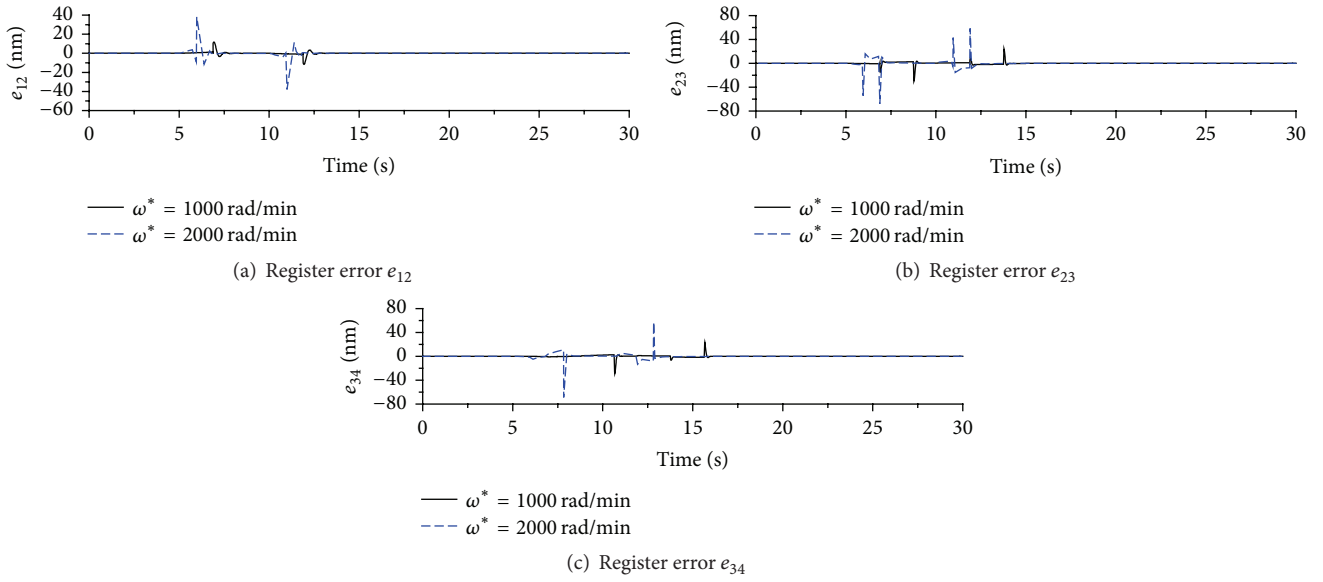 40
20
0
−20
−40
−60
e12 (nm)
0 5 10 15 20 25 30
Time (s)
ω* = 1000 rad/min
ω* = 2000 rad/min
(a) Register error e12
80
40
0
−40
−80
e23 (nm)
0 5 10 15 20 25 30
Time (s)
ω* = 1000 rad/min
ω* = 2000 rad/min
(b) Register error e23
80
40
0
−40
−80
e34 (nm)
0 5 10 15 20 25 30
Time (s)
ω* = 1000 rad/min
ω* = 2000 rad/min
(c) Register error e34